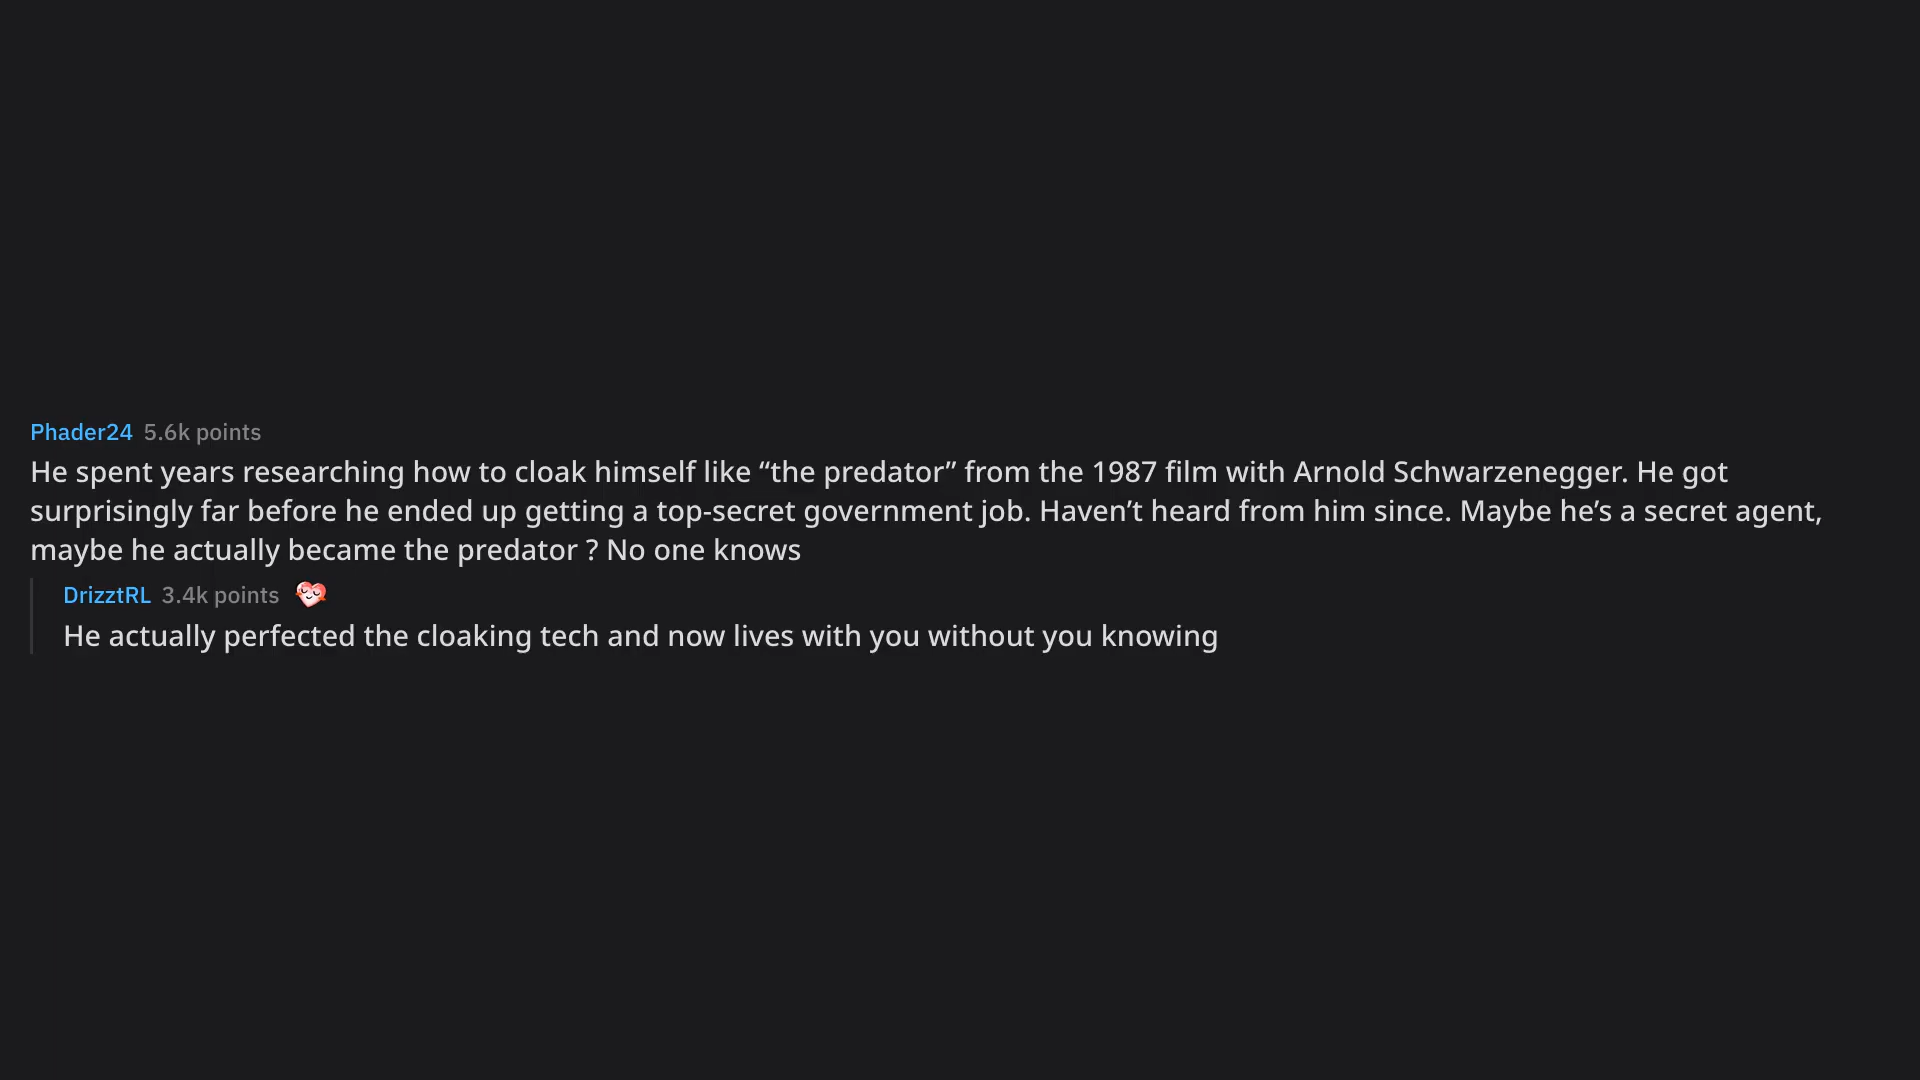 Phader24 5.6k points
He spent years researching how to cloak himself like “the predator” from the 1987 film with Arnold Schwarzenegger. He got
surprisingly far before he ended up getting a top-secret government job. Haven’t heard from him since. Maybe he’s a secret agent,
maybe he actually became the predator ? No one knows
DrizztRL 3.4k points
He actually perfected the cloaking tech and now lives with you without you knowing